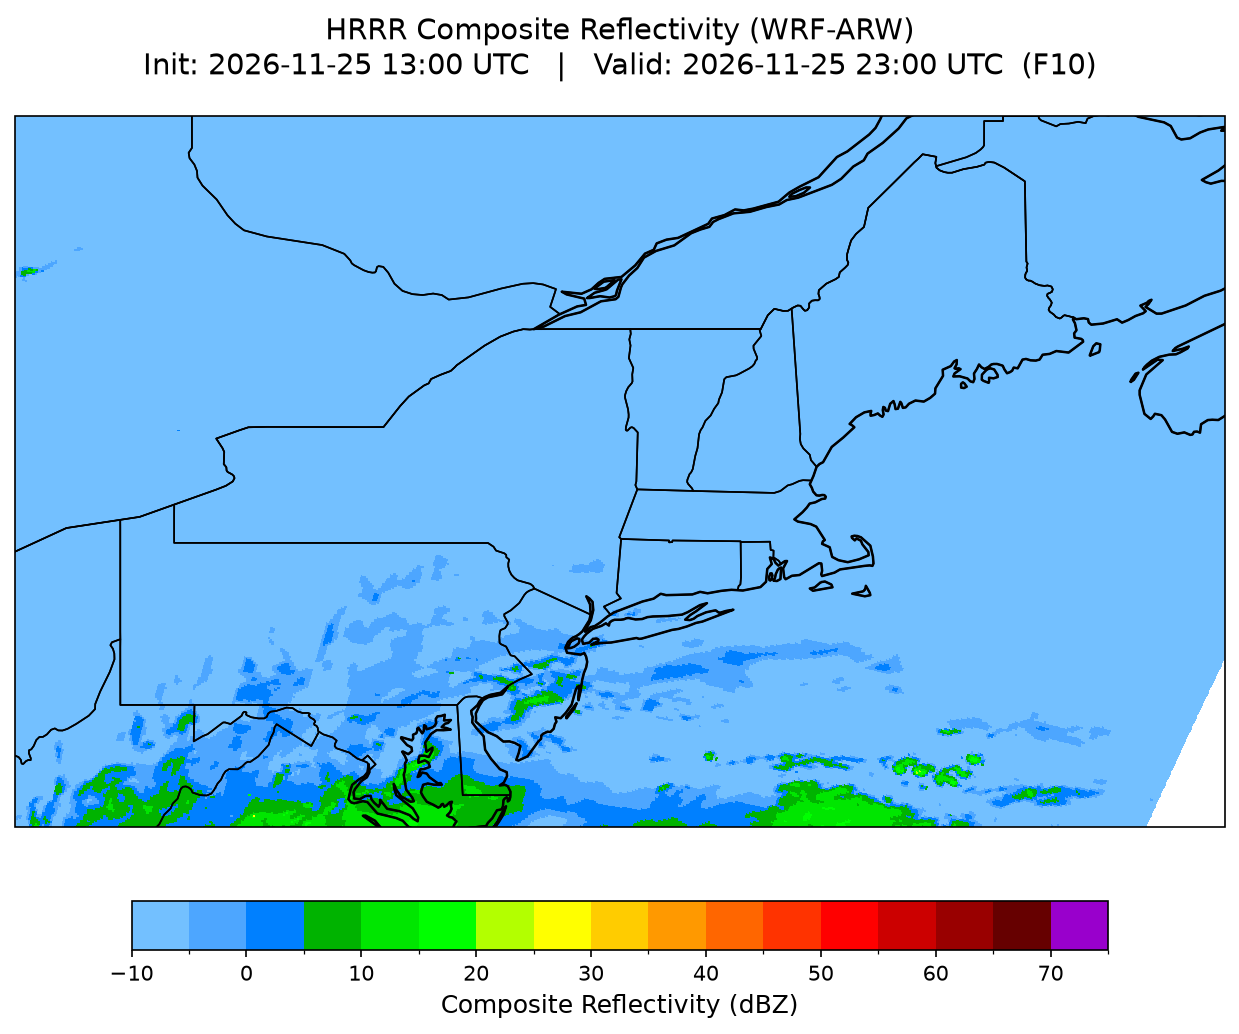 HRRR Composite Reflectivity (WRF-ARW)
Init: 2026-11-25 13:00 UTC   |   Valid: 2026-11-25 23:00 UTC  (F10)
−10 0 10 20 30 40 50 60 70
Composite Reflectivity (dBZ)